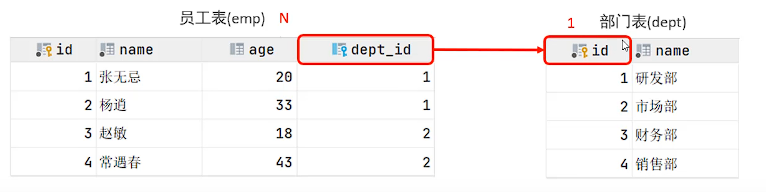 员工表(emp) N 1 部门表(dept)
id name age dept_id id name
1 张无忌 20 1 1 研发部
2 杨逍 33 1 2 市场部
3 赵敏 18 2 3 财务部
4 常遇春 43 2 4 销售部